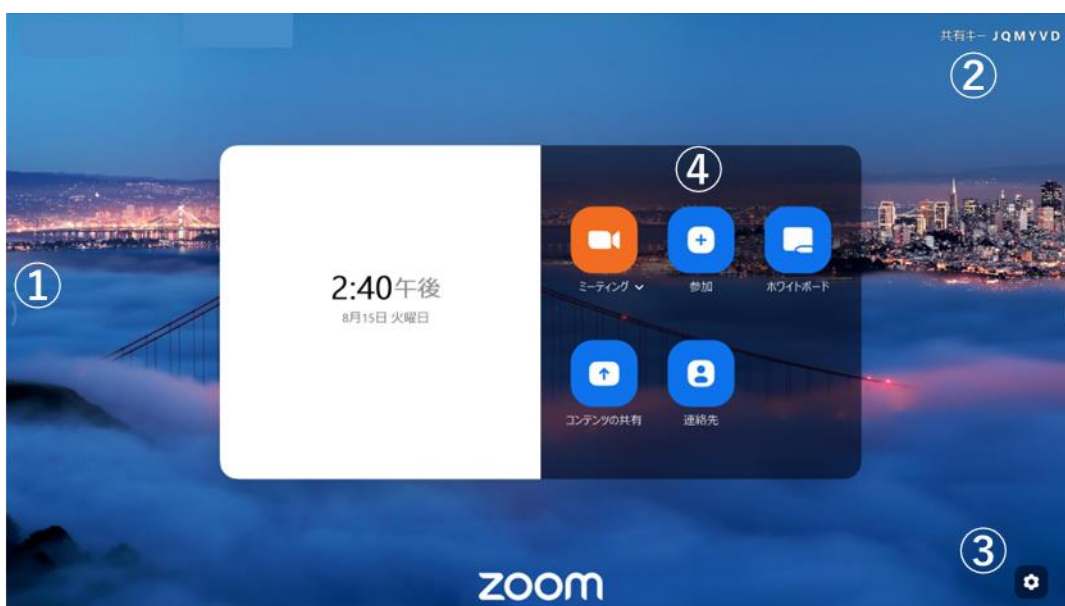 共有キー JQMYVD
②
④
①
2:40午後
8月15日 火曜日
ミーティング
参加
ホワイトボード
コンテンツの共有
連絡先
③
zoom